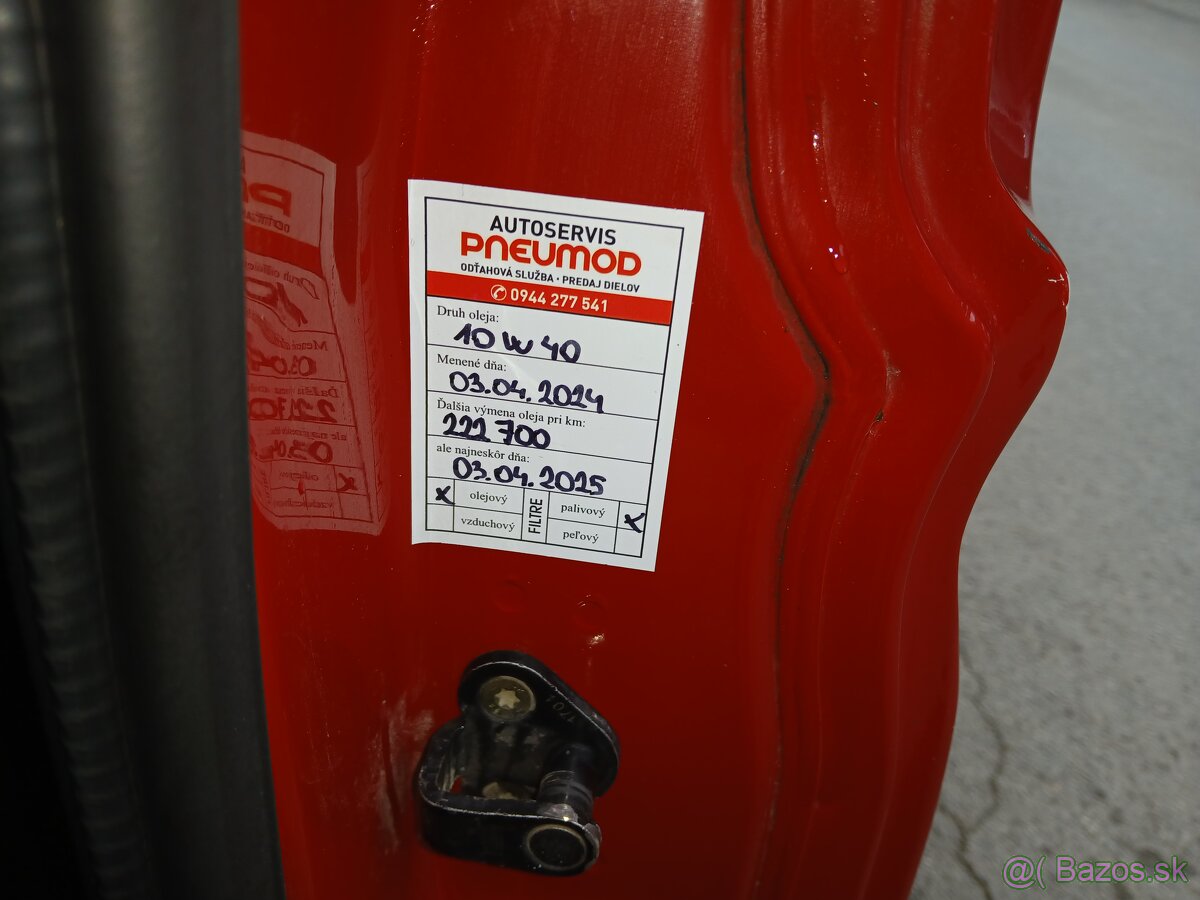 AUTOSERVIS
PNEUMOD
ODŤAHOVÁ SLUŽBA • PREDAJ DIELOV
0944 277 541
Druh oleja:
10 W 40
Menené dňa:
03.04.2024
Ďalšia výmena oleja pri km:
222 700
ale najneskôr dňa:
03.04.2025
X olejový FILTRE palivový X
vzduchový peľový
1701
@( Bazos.sk